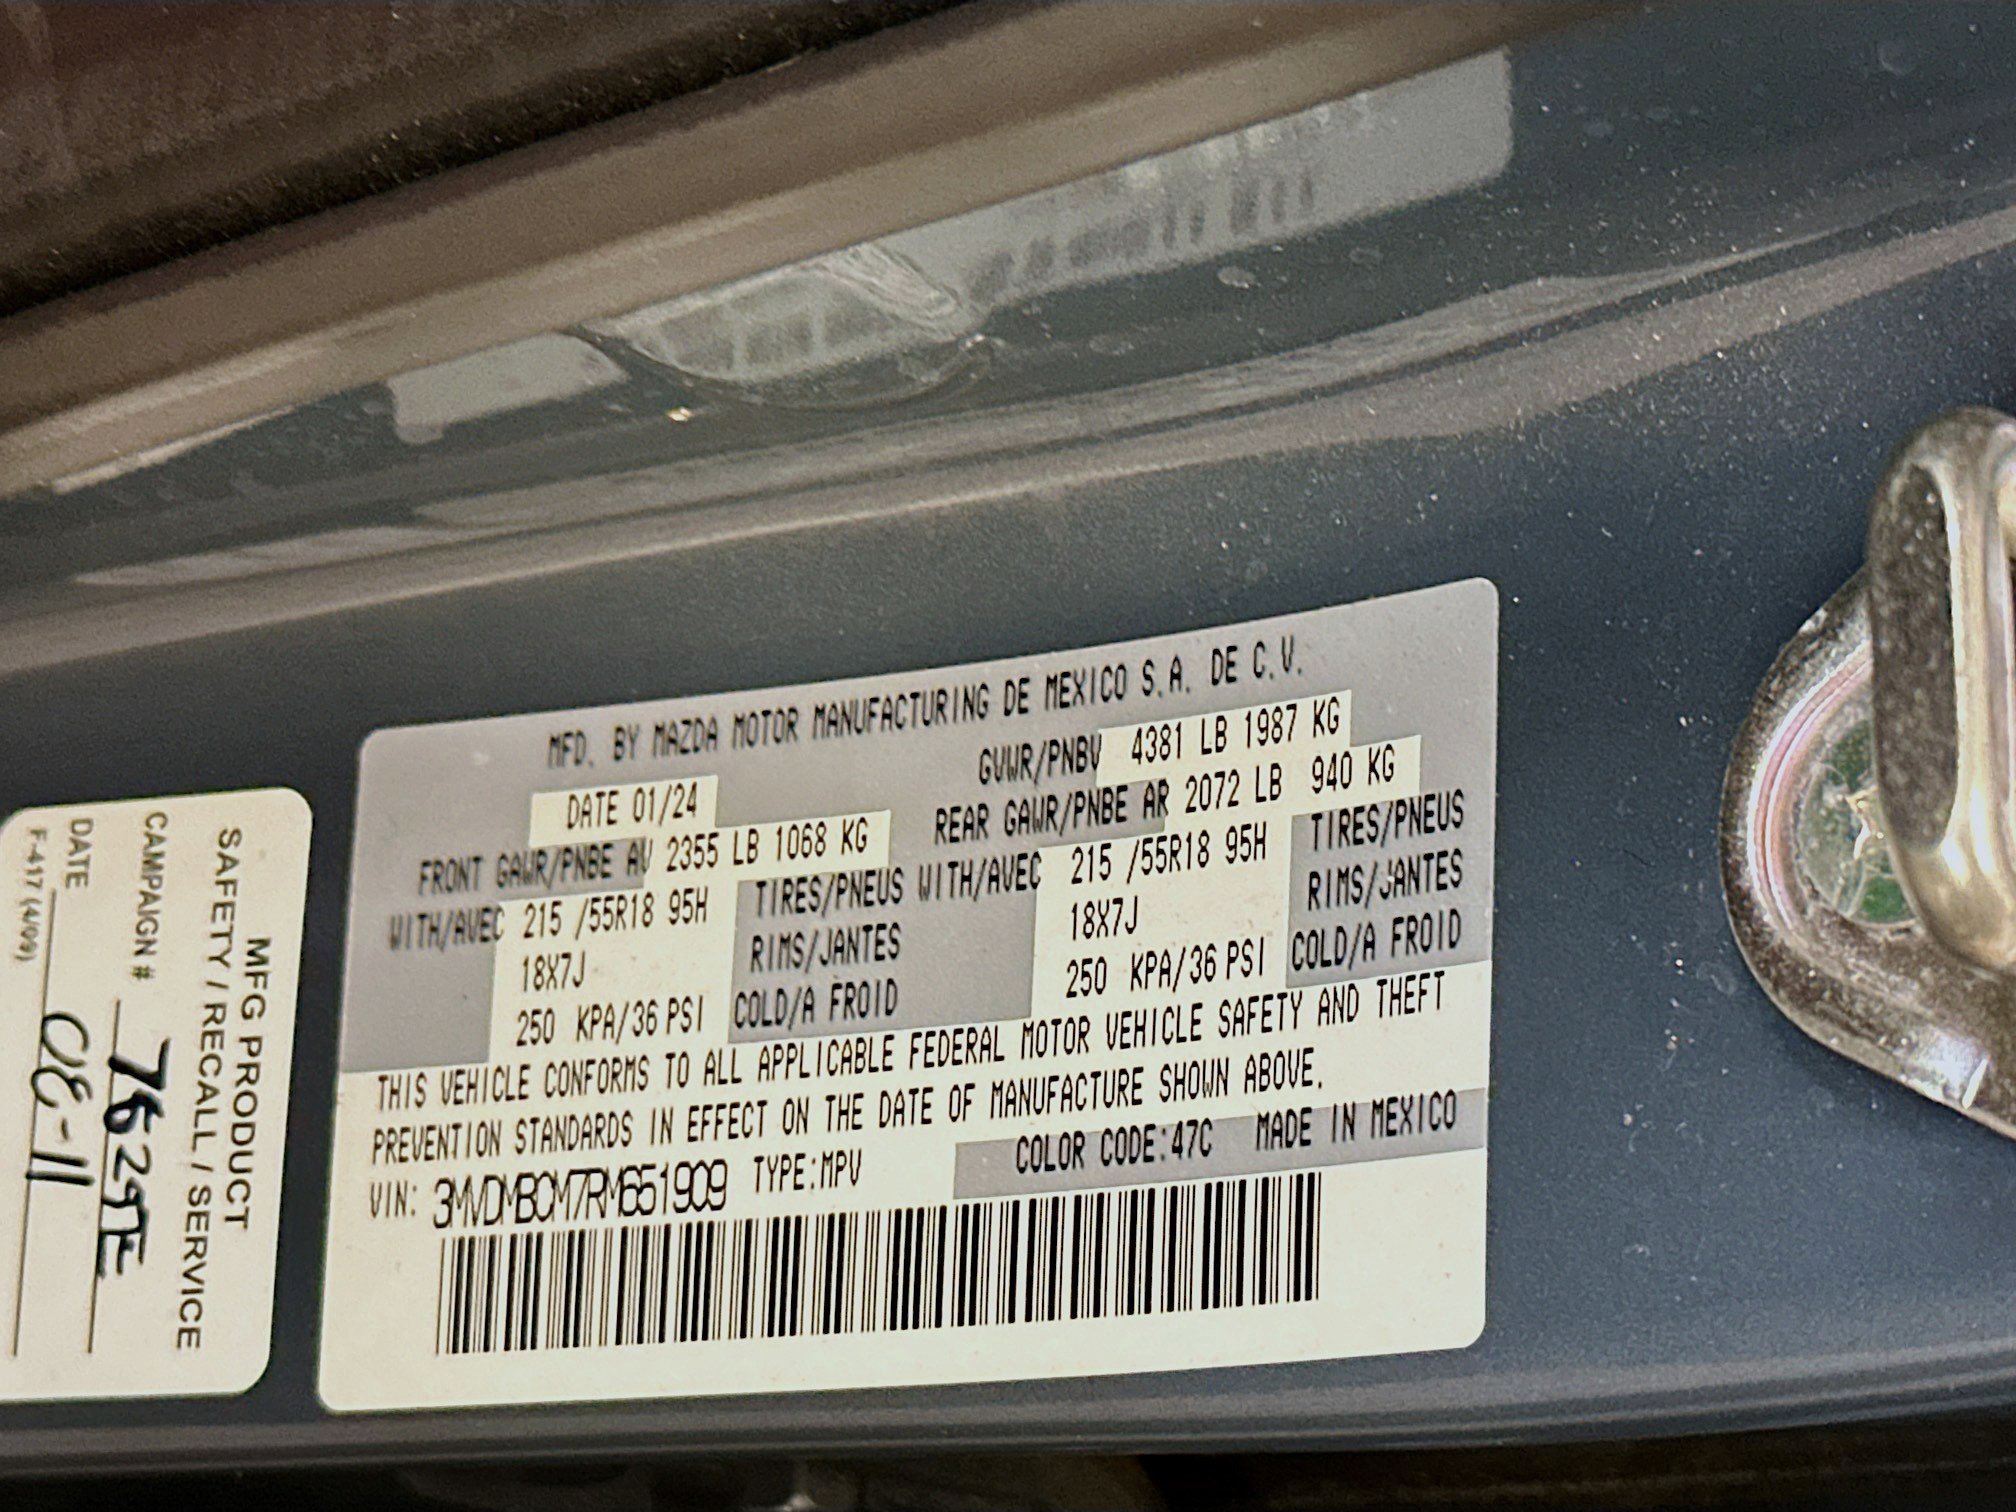 MFD. BY MAZDA MOTOR MANUFACTURING DE MEXICO S.A. DE C.V.
DATE 01/24 GVWR/PNBV 4381 LB 1987 KG
FRONT GAWR/PNBE AV 2355 LB 1068 KG REAR GAWR/PNBE AR 2072 LB 940 KG
WITH/AVEC 215 /55R18 95H TIRES/PNEUS WITH/AVEC 215 /55R18 95H TIRES/PNEUS
18X7J RIMS/JANTES 18X7J RIMS/JANTES
250 KPA/36 PSI COLD/A FROID 250 KPA/36 PSI COLD/A FROID
THIS VEHICLE CONFORMS TO ALL APPLICABLE FEDERAL MOTOR VEHICLE SAFETY AND THEFT
PREVENTION STANDARDS IN EFFECT ON THE DATE OF MANUFACTURE SHOWN ABOVE.
VIN: 3MVDMBCM7RM651909 TYPE:MPV COLOR CODE:47C MADE IN MEXICO
MFG PRODUCT
SAFETY / RECALL / SERVICE
CAMPAIGN #
DATE
F-417 (4/09)